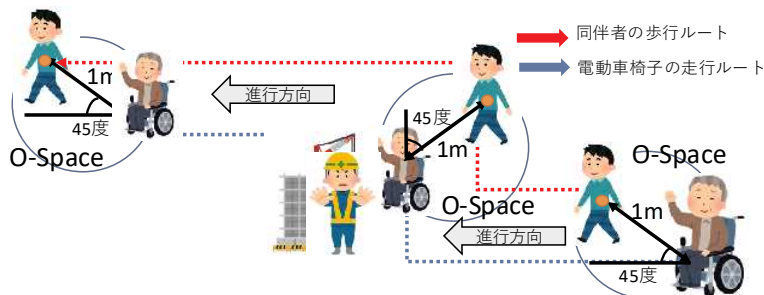 同伴者の歩行ルート
電動車椅子の走行ルート
1m
45度
O-Space
進行方向
45度
1m
O-Space
進行方向
O-Space
1m
45度